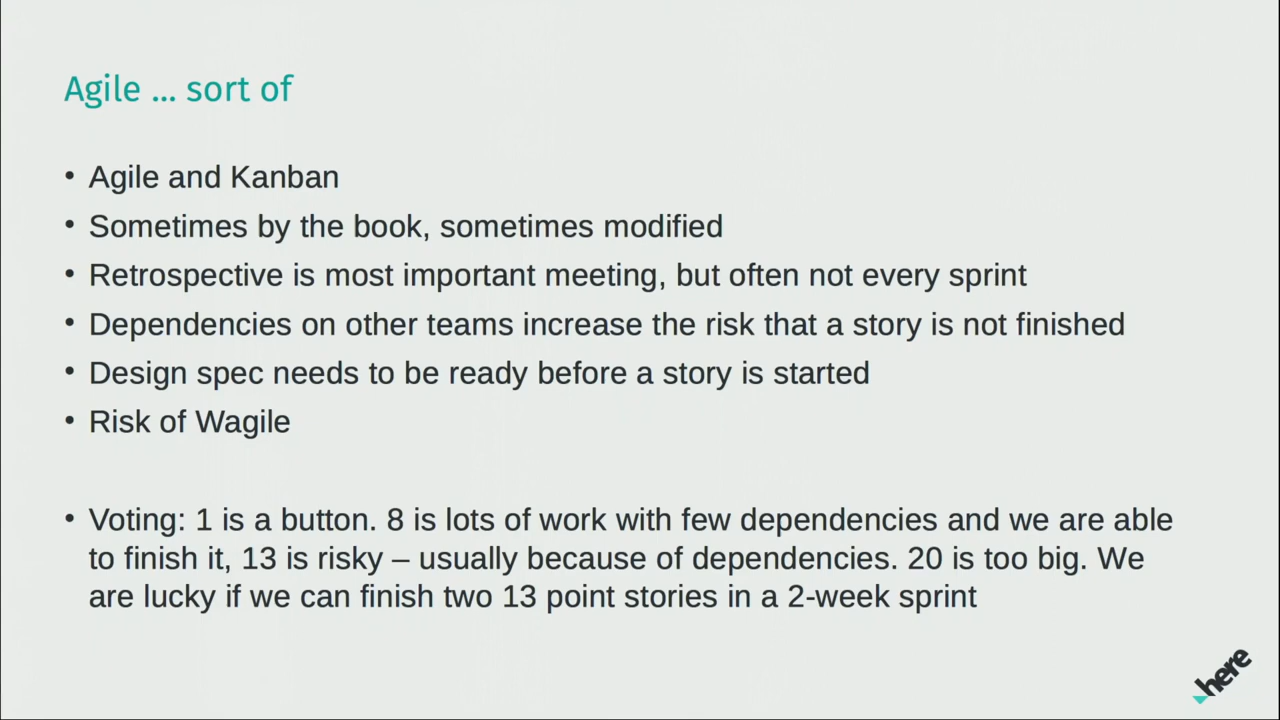 Agile ... sort of
• Agile and Kanban
• Sometimes by the book, sometimes modified
• Retrospective is most important meeting, but often not every sprint
• Dependencies on other teams increase the risk that a story is not finished
• Design spec needs to be ready before a story is started
• Risk of Wagile
• Voting: 1 is a button. 8 is lots of work with few dependencies and we are able
to finish it, 13 is risky – usually because of dependencies. 20 is too big. We
are lucky if we can finish two 13 point stories in a 2-week sprint
here